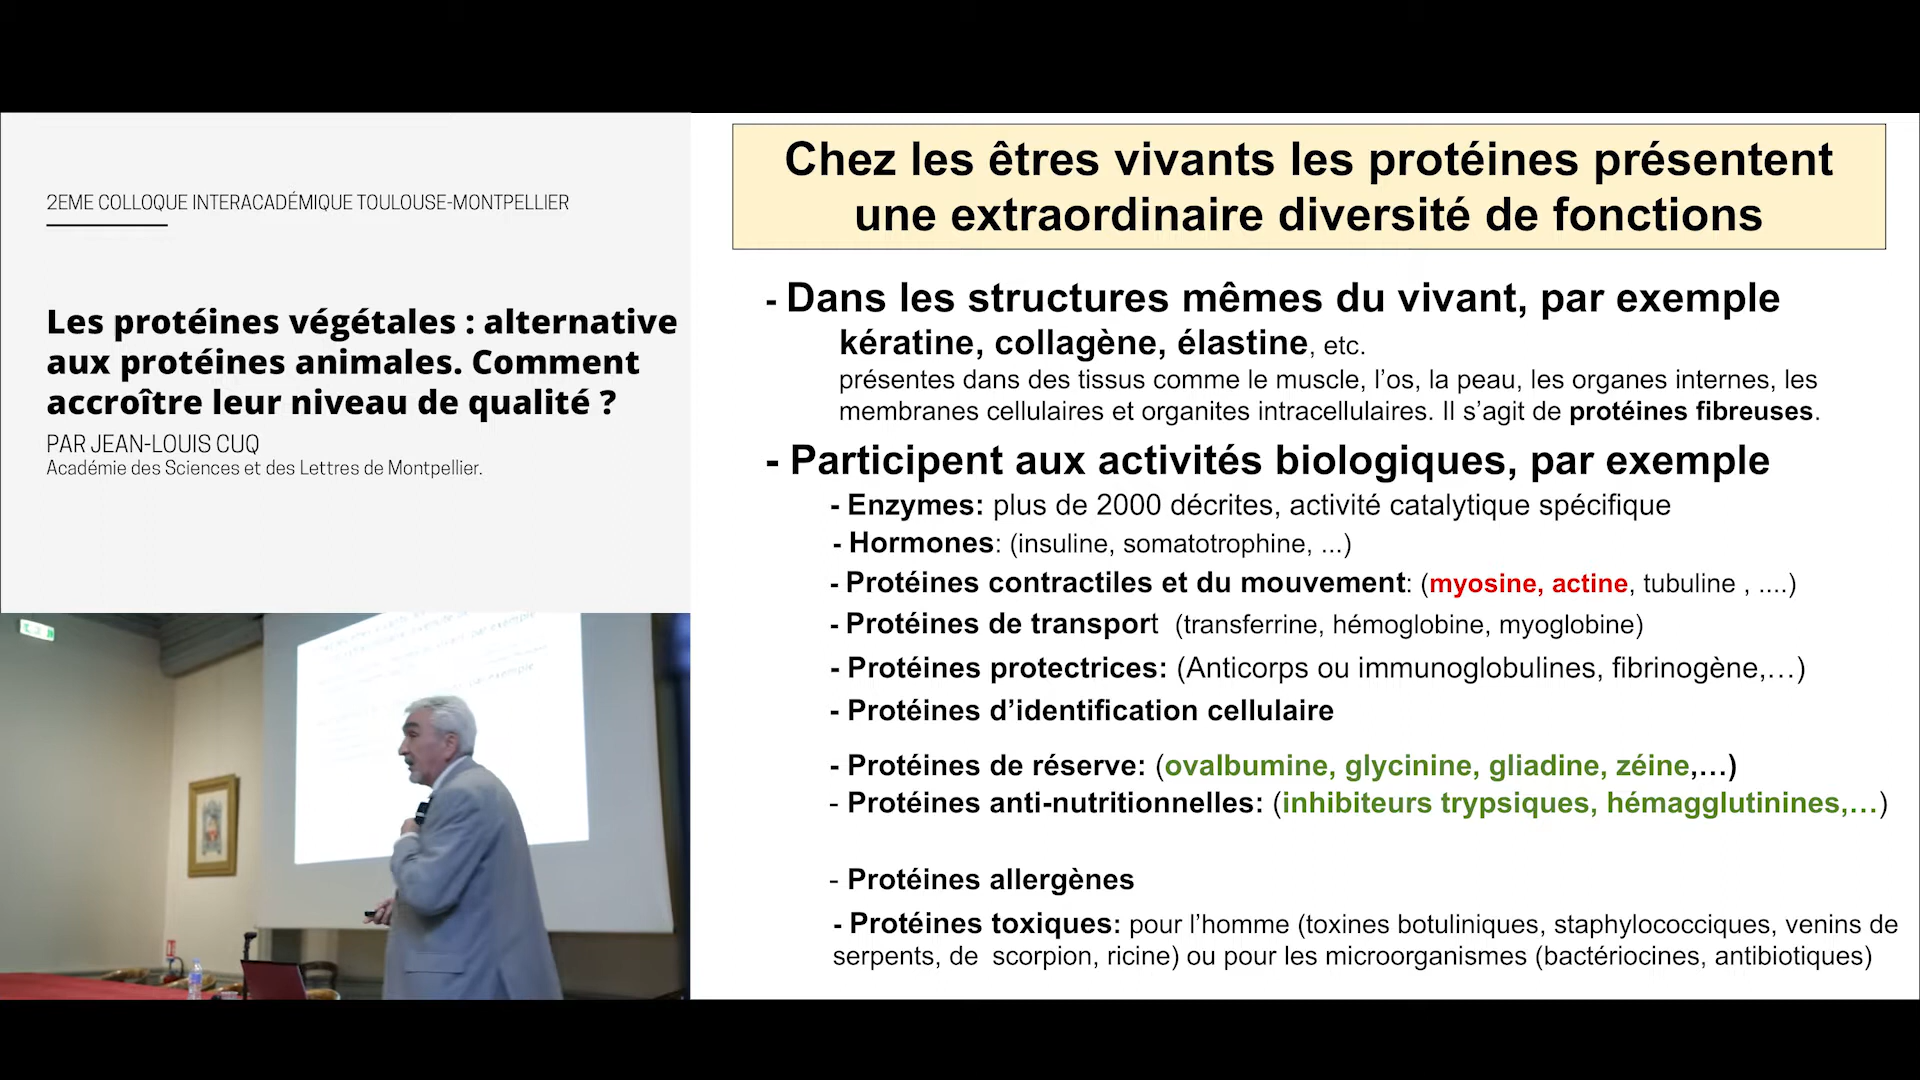 2EME COLLOQUE INTERACADÉMIQUE TOULOUSE-MONTPELLIER
Les protéines végétales : alternative
aux protéines animales. Comment
accroître leur niveau de qualité ?
PAR JEAN-LOUIS CUQ
Académie des Sciences et des Lettres de Montpellier.
Chez les êtres vivants les protéines présentent
une extraordinaire diversité de fonctions
- Dans les structures mêmes du vivant, par exemple
kératine, collagène, élastine, etc.
présentes dans des tissus comme le muscle, l’os, la peau, les organes internes, les
membranes cellulaires et organites intracellulaires. Il s’agit de protéines fibreuses.
- Participent aux activités biologiques, par exemple
- Enzymes: plus de 2000 décrites, activité catalytique spécifique
- Hormones: (insuline, somatotrophine, ...)
- Protéines contractiles et du mouvement: (myosine, actine, tubuline , ....)
- Protéines de transport (transferrine, hémoglobine, myoglobine)
- Protéines protectrices: (Anticorps ou immunoglobulines, fibrinogène,…)
- Protéines d’identification cellulaire
- Protéines de réserve: (ovalbumine, glycinine, gliadine, zéine,…)
- Protéines anti-nutritionnelles: (inhibiteurs trypsiques, hémagglutinines,…)
- Protéines allergènes
- Protéines toxiques: pour l’homme (toxines botuliniques, staphylococciques, venins de
serpents, de scorpion, ricine) ou pour les microorganismes (bactériocines, antibiotiques)